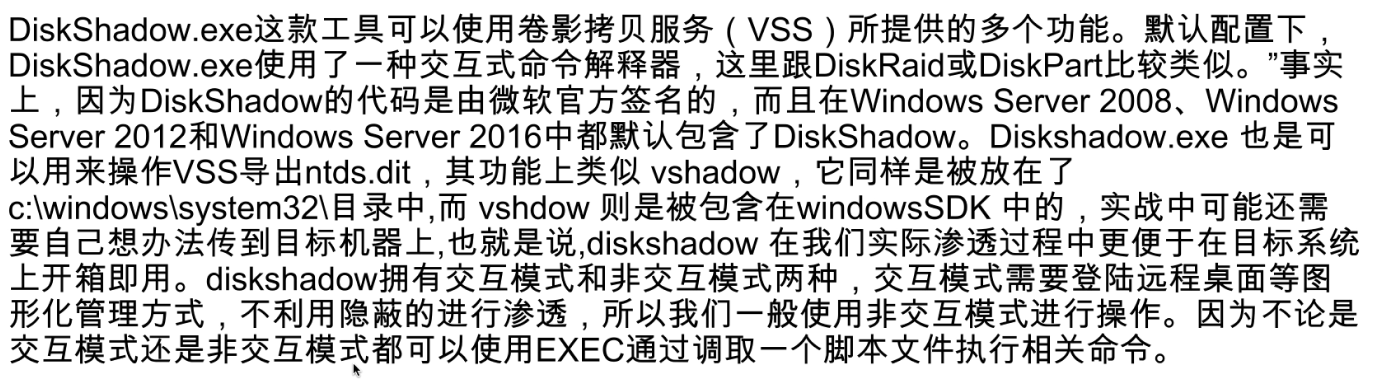 DiskShadow.exe这款工具可以使用卷影拷贝服务（VSS）所提供的多个功能。默认配置下，
DiskShadow.exe使用了一种交互式命令解释器，这里跟DiskRaid或DiskPart比较类似。”事实
上，因为DiskShadow的代码是由微软官方签名的，而且在Windows Server 2008、Windows
Server 2012和Windows Server 2016中都默认包含了DiskShadow。Diskshadow.exe 也是可
以用来操作VSS导出ntds.dit，其功能上类似 vshadow，它同样是被放在了
c:\windows\system32\目录中,而 vshdow 则是被包含在windowsSDK 中的，实战中可能还需
要自己想办法传到目标机器上,也就是说,diskshadow 在我们实际渗透过程中更便于在目标系统
上开箱即用。diskshadow拥有交互模式和非交互模式两种，交互模式需要登陆远程桌面等图
形化管理方式，不利用隐蔽的进行渗透，所以我们一般使用非交互模式进行操作。因为不论是
交互模式还是非交互模式都可以使用EXEC通过调取一个脚本文件执行相关命令。